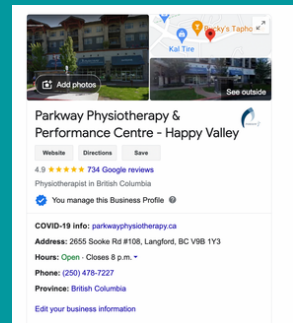 Becky's Tapho
Kal Tire
Add photos
See outside
Parkway Physiotherapy &
Performance Centre - Happy Valley
Website Directions Save
4.9 ★★★★★ 734 Google reviews
Physiotherapist in British Columbia
You manage this Business Profile
COVID-19 info: parkwayphysiotherapy.ca
Address: 2655 Sooke Rd #108, Langford, BC V9B 1Y3
Hours: Open · Closes 8 p.m.
Phone: (250) 478-7227
Province: British Columbia
Edit your business information